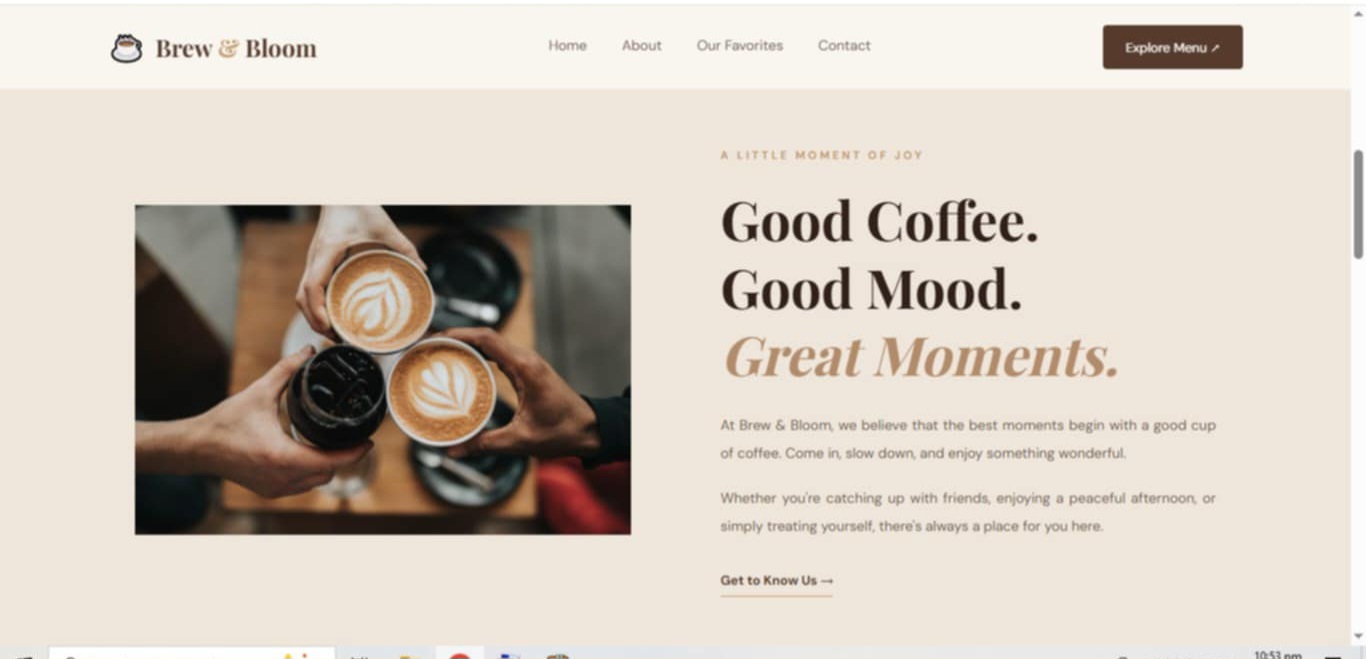 Brew & Bloom
Home About Our Favorites Contact
Explore Menu ↗
A LITTLE MOMENT OF JOY
Good Coffee.
Good Mood.
Great Moments.
At Brew & Bloom, we believe that the best moments begin with a good cup
of coffee. Come in, slow down, and enjoy something wonderful.
Whether you're catching up with friends, enjoying a peaceful afternoon, or
simply treating yourself, there's always a place for you here.
Get to Know Us →
10:53 pm